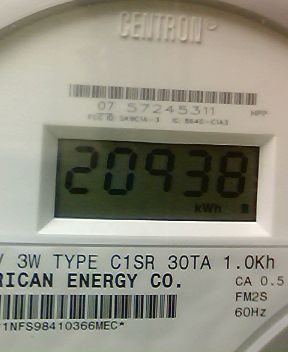 CENTRON
07 57245311
20938
kWh
3W TYPE C1SR 30TA 1.0Kh
RICAN ENERGY CO.
CA 0.5
FM2S
60Hz
1NFS98410366MEC*